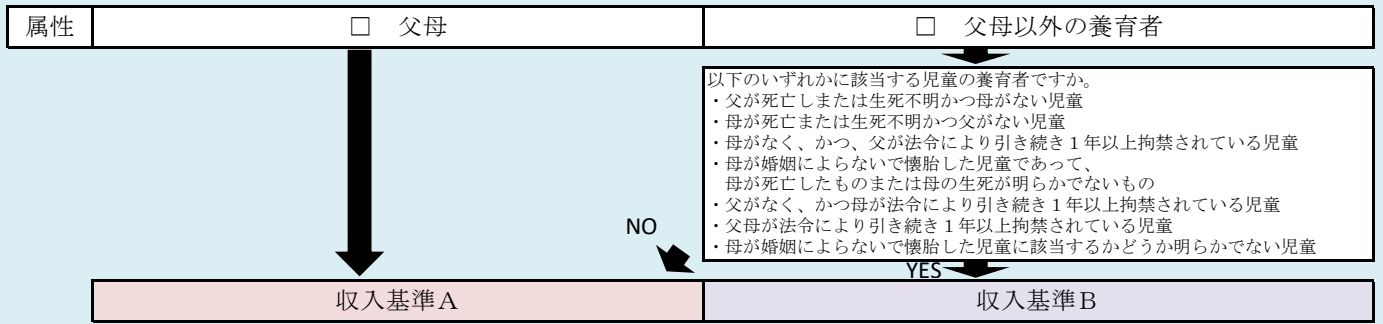 属性
□ 父母
□ 父母以外の養育者
以下のいずれかに該当する児童の養育者ですか。
・父が死亡しまたは生死不明かつ母がない児童
・母が死亡または生死不明かつ父がない児童
・母がなく、かつ、父が法令により引き続き１年以上拘禁されている児童
・母が婚姻によらないで懐胎した児童であって、
母が死亡したものまたは母の生死が明らかでないもの
・父がなく、かつ母が法令により引き続き１年以上拘禁されている児童
・父母が法令により引き続き１年以上拘禁されている児童
・母が婚姻によらないで懐胎した児童に該当するかどうか明らかでない児童
NO
YES
収入基準Ａ
収入基準Ｂ